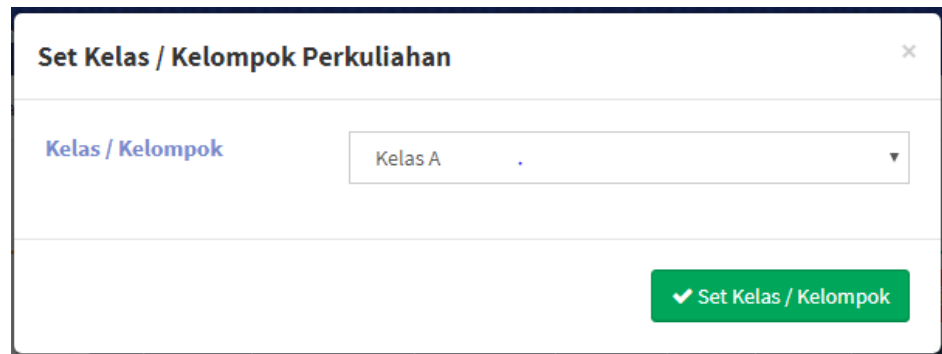 Set Kelas / Kelompok Perkuliahan ×
Kelas / Kelompok
Kelas A
Set Kelas / Kelompok